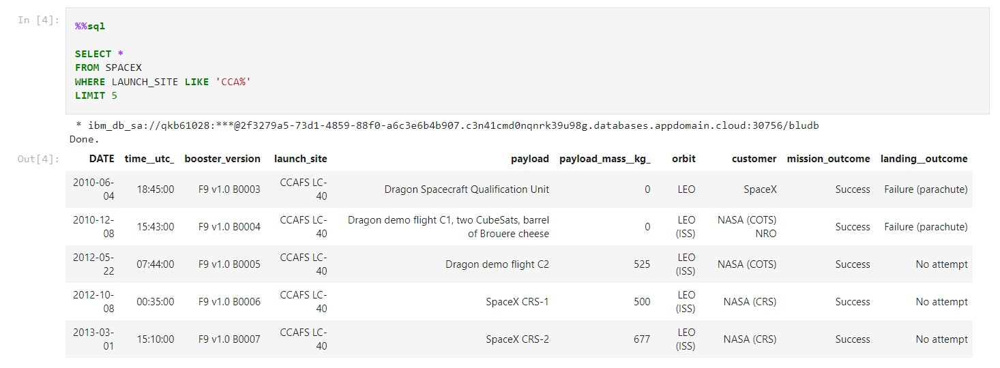 In [4]:
%%sql
SELECT *
FROM SPACEX
WHERE LAUNCH_SITE LIKE 'CCA%'
LIMIT 5
* ibm_db_sa://qkb61028:***@2f3279a5-73d1-4859-88f0-a6c3e6b4b907.c3n41cmd0nqnrk39u98g.databases.appdomain.cloud:30756/bludb
Done.
Out[4]:
DATE time__utc_ booster_version launch_site payload payload_mass__kg_ orbit customer mission_outcome landing__outcome
2010-06-04 18:45:00 F9 v1.0 B0003 CCAFS LC-40 Dragon Spacecraft Qualification Unit 0 LEO SpaceX Success Failure (parachute)
2010-12-08 15:43:00 F9 v1.0 B0004 CCAFS LC-40 Dragon demo flight C1, two CubeSats, barrel of Brouere cheese 0 LEO (ISS) NASA (COTS) NRO Success Failure (parachute)
2012-05-22 07:44:00 F9 v1.0 B0005 CCAFS LC-40 Dragon demo flight C2 525 LEO (ISS) NASA (COTS) Success No attempt
2012-10-08 00:35:00 F9 v1.0 B0006 CCAFS LC-40 SpaceX CRS-1 500 LEO (ISS) NASA (CRS) Success No attempt
2013-03-01 15:10:00 F9 v1.0 B0007 CCAFS LC-40 SpaceX CRS-2 677 LEO (ISS) NASA (CRS) Success No attempt